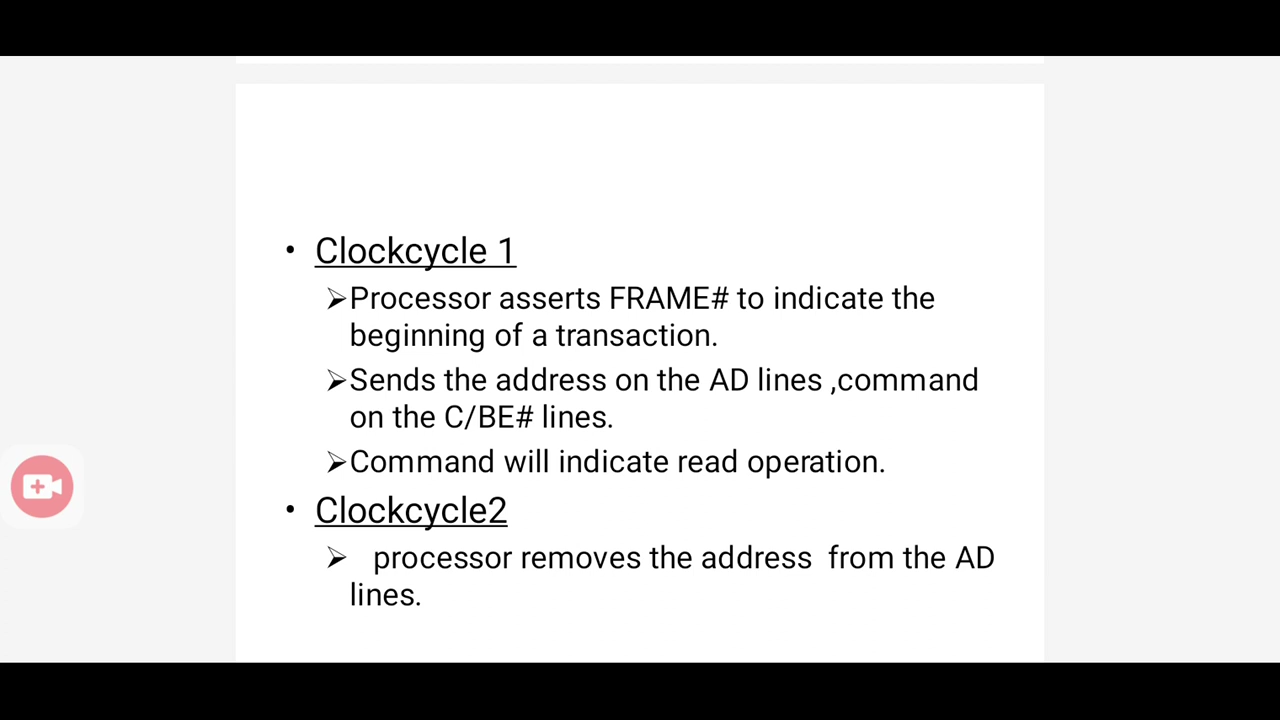 • Clockcycle 1
➢Processor asserts FRAME# to indicate the
beginning of a transaction.
➢Sends the address on the AD lines ,command
on the C/BE# lines.
➢Command will indicate read operation.
• Clockcycle2
➢ processor removes the address from the AD
lines.